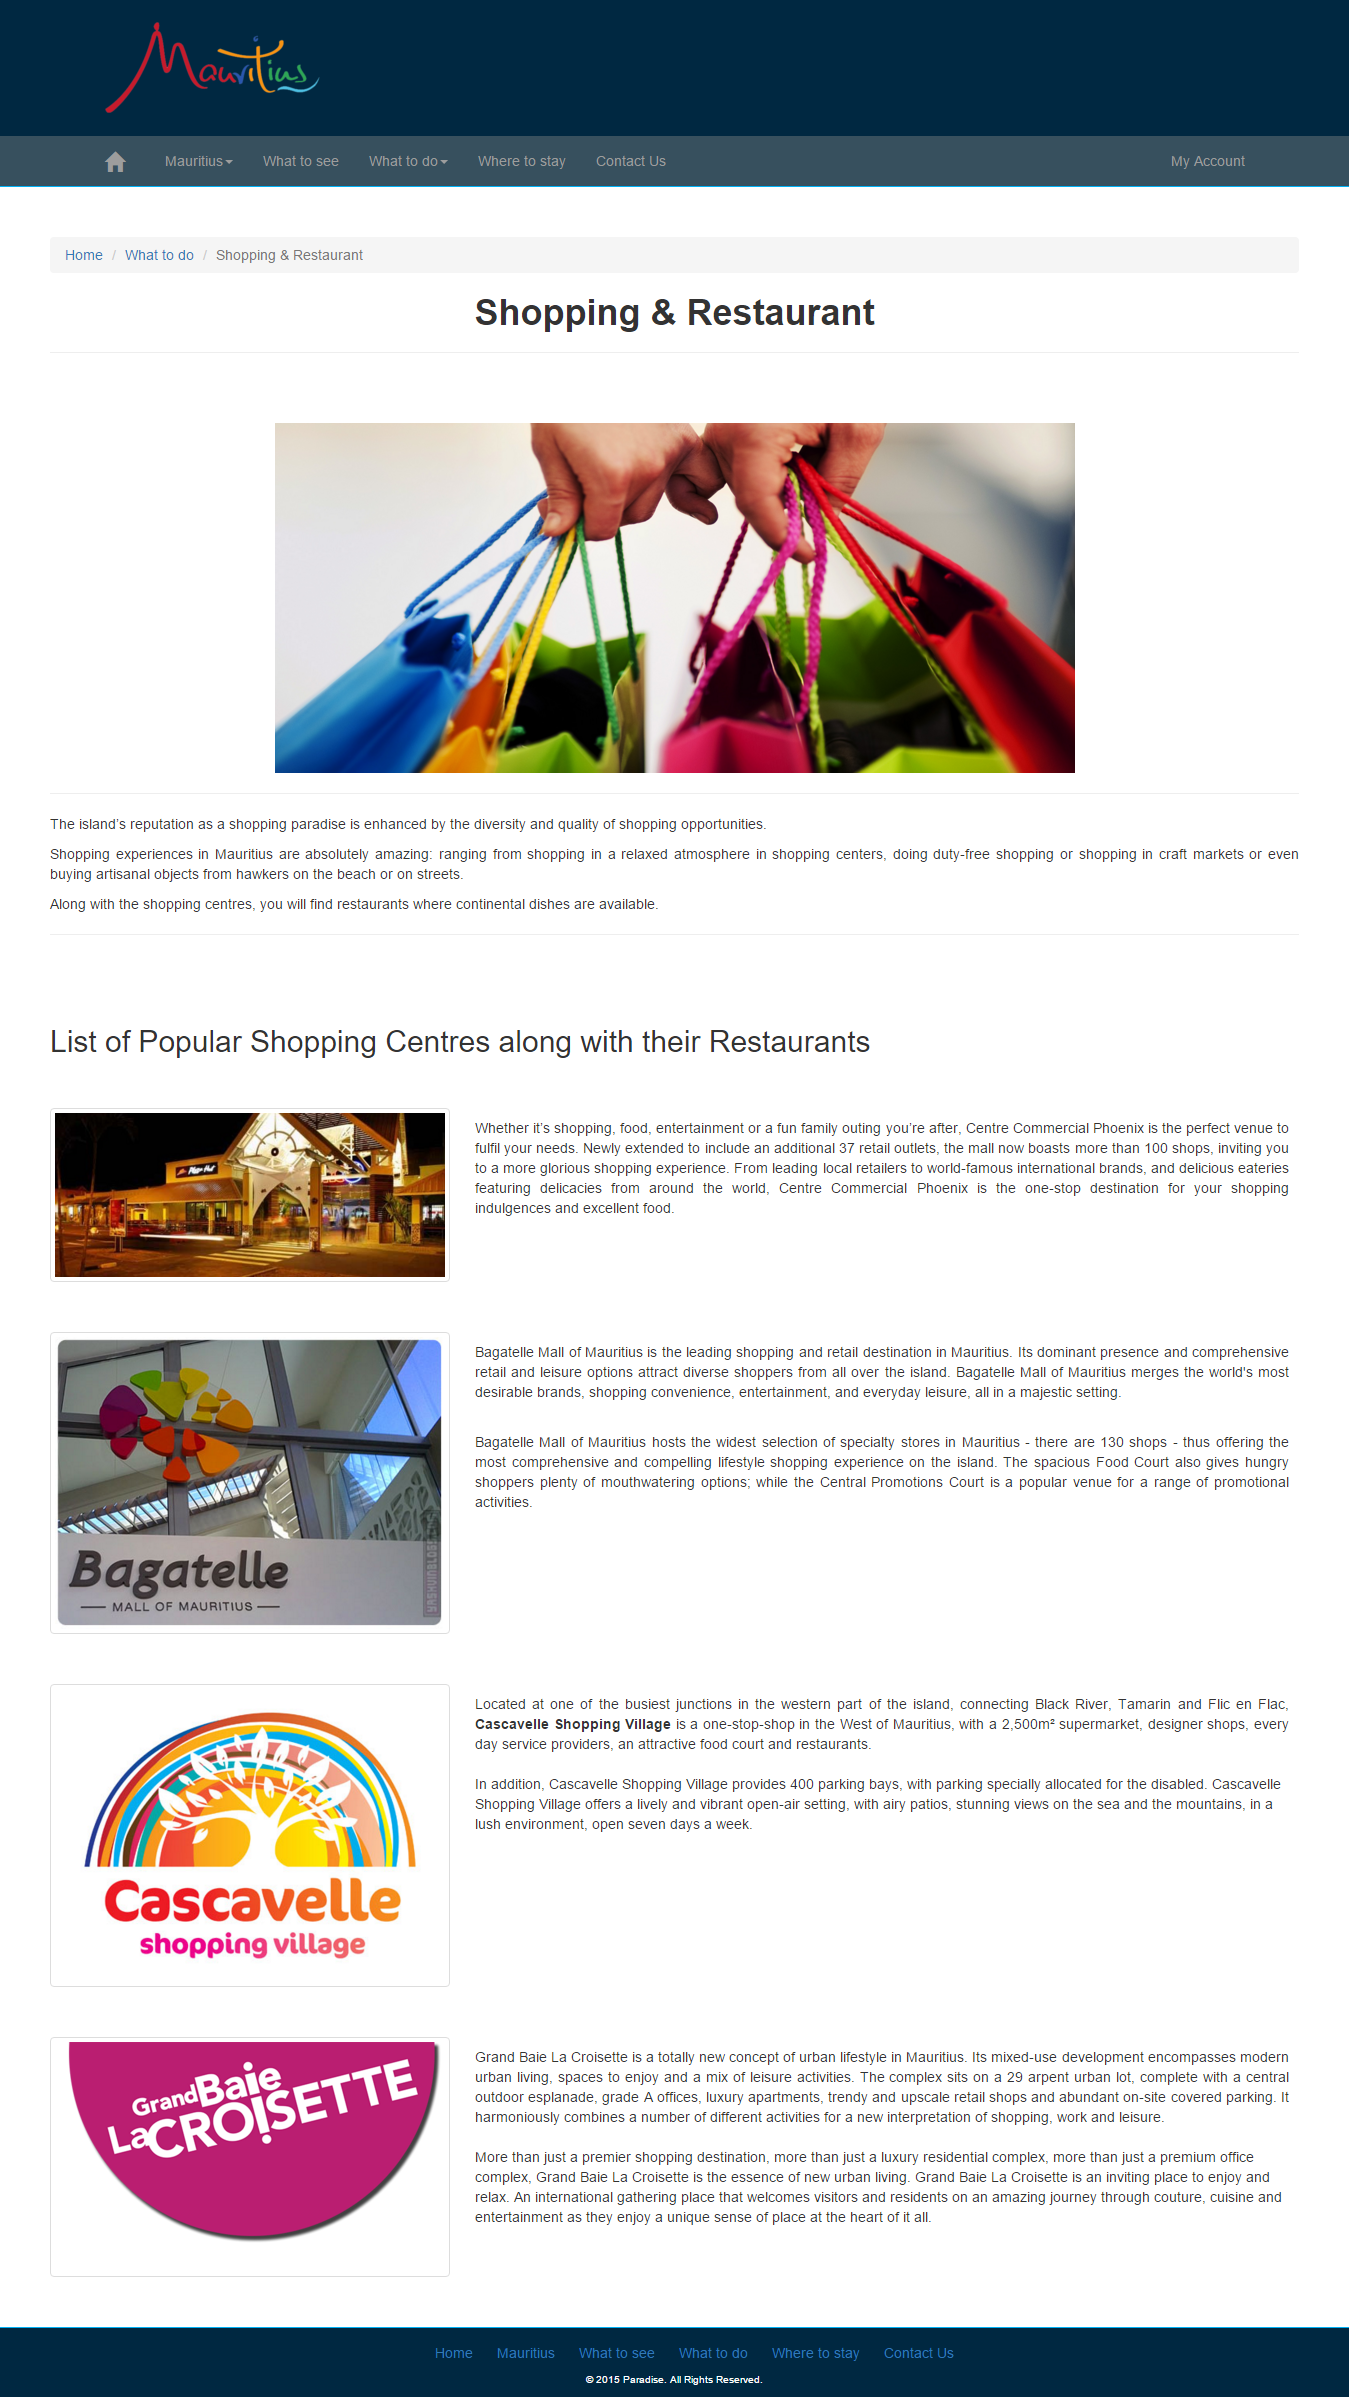 Mauritius
Mauritius What to see What to do Where to stay Contact Us My Account
Home / What to do / Shopping & Restaurant
Shopping & Restaurant
The island's reputation as a shopping paradise is enhanced by the diversity and quality of shopping opportunities.
Shopping experiences in Mauritius are absolutely amazing: ranging from shopping in a relaxed atmosphere in shopping centers, doing duty-free shopping or shopping in craft markets or even
buying artisanal objects from hawkers on the beach or on streets.
Along with the shopping centres, you will find restaurants where continental dishes are available.
List of Popular Shopping Centres along with their Restaurants
Pizza Hut
Whether it's shopping, food, entertainment or a fun family outing you're after, Centre Commercial Phoenix is the perfect venue to
fulfil your needs. Newly extended to include an additional 37 retail outlets, the mall now boasts more than 100 shops, inviting you
to a more glorious shopping experience. From leading local retailers to world-famous international brands, and delicious eateries
featuring delicacies from around the world, Centre Commercial Phoenix is the one-stop destination for your shopping
indulgences and excellent food.
Bagatelle
MALL OF MAURITIUS
Bagatelle Mall of Mauritius is the leading shopping and retail destination in Mauritius. Its dominant presence and comprehensive
retail and leisure options attract diverse shoppers from all over the island. Bagatelle Mall of Mauritius merges the world's most
desirable brands, shopping convenience, entertainment, and everyday leisure, all in a majestic setting.
Bagatelle Mall of Mauritius hosts the widest selection of specialty stores in Mauritius - there are 130 shops - thus offering the
most comprehensive and compelling lifestyle shopping experience on the island. The spacious Food Court also gives hungry
shoppers plenty of mouthwatering options; while the Central Promotions Court is a popular venue for a range of promotional
activities.
Cascavelle
shopping village
Located at one of the busiest junctions in the western part of the island, connecting Black River, Tamarin and Flic en Flac,
Cascavelle Shopping Village is a one-stop-shop in the West of Mauritius, with a 2,500m² supermarket, designer shops, every
day service providers, an attractive food court and restaurants.
In addition, Cascavelle Shopping Village provides 400 parking bays, with parking specially allocated for the disabled. Cascavelle
Shopping Village offers a lively and vibrant open-air setting, with airy patios, stunning views on the sea and the mountains, in a
lush environment, open seven days a week.
Grand Baie
La CROISETTE
Grand Baie La Croisette is a totally new concept of urban lifestyle in Mauritius. Its mixed-use development encompasses modern
urban living, spaces to enjoy and a mix of leisure activities. The complex sits on a 29 arpent urban lot, complete with a central
outdoor esplanade, grade A offices, luxury apartments, trendy and upscale retail shops and abundant on-site covered parking. It
harmoniously combines a number of different activities for a new interpretation of shopping, work and leisure.
More than just a premier shopping destination, more than just a luxury residential complex, more than just a premium office
complex, Grand Baie La Croisette is the essence of new urban living. Grand Baie La Croisette is an inviting place to enjoy and
relax. An international gathering place that welcomes visitors and residents on an amazing journey through couture, cuisine and
entertainment as they enjoy a unique sense of place at the heart of it all.
Home Mauritius What to see What to do Where to stay Contact Us
© 2015 Paradise. All Rights Reserved.